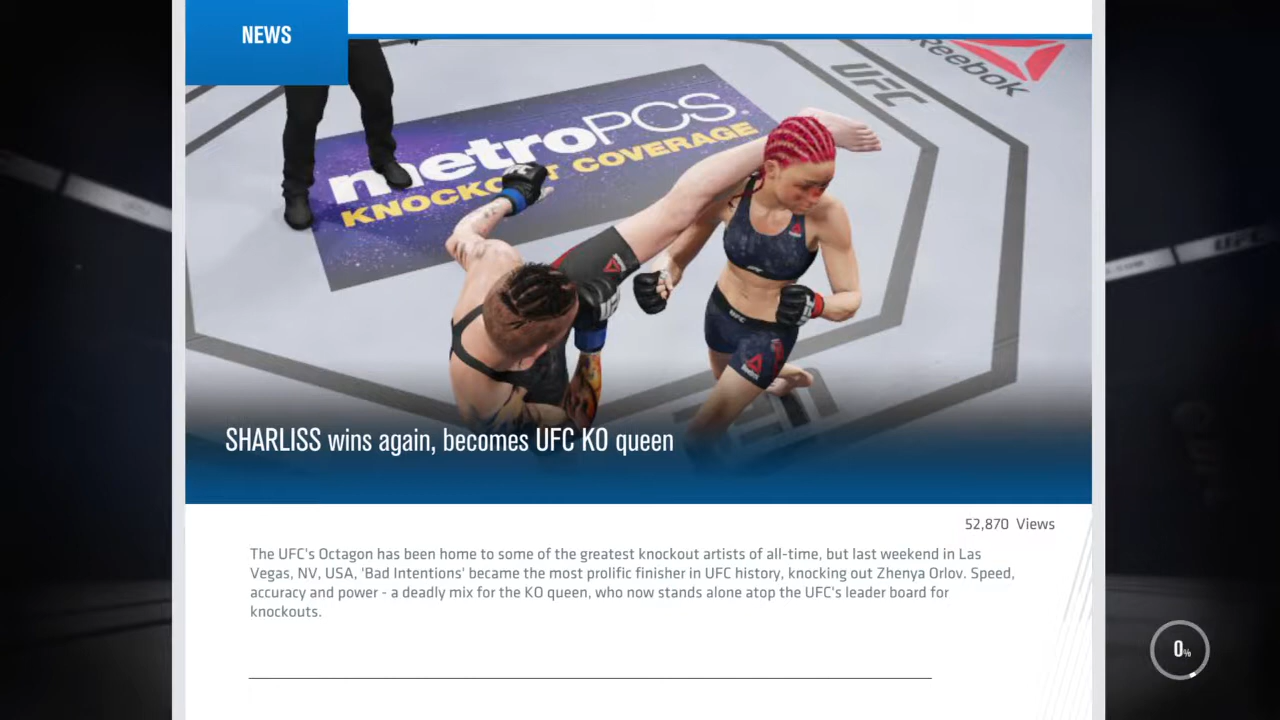 NEWS
UFC
Reebok
metroPCS.
KNOCKOUT COVERAGE
SHARLISS wins again, becomes UFC KO queen
52,870 Views
The UFC's Octagon has been home to some of the greatest knockout artists of all-time, but last weekend in Las
Vegas, NV, USA, 'Bad Intentions' became the most prolific finisher in UFC history, knocking out Zhenya Orlov. Speed,
accuracy and power - a deadly mix for the KO queen, who now stands alone atop the UFC's leader board for
knockouts.
0%